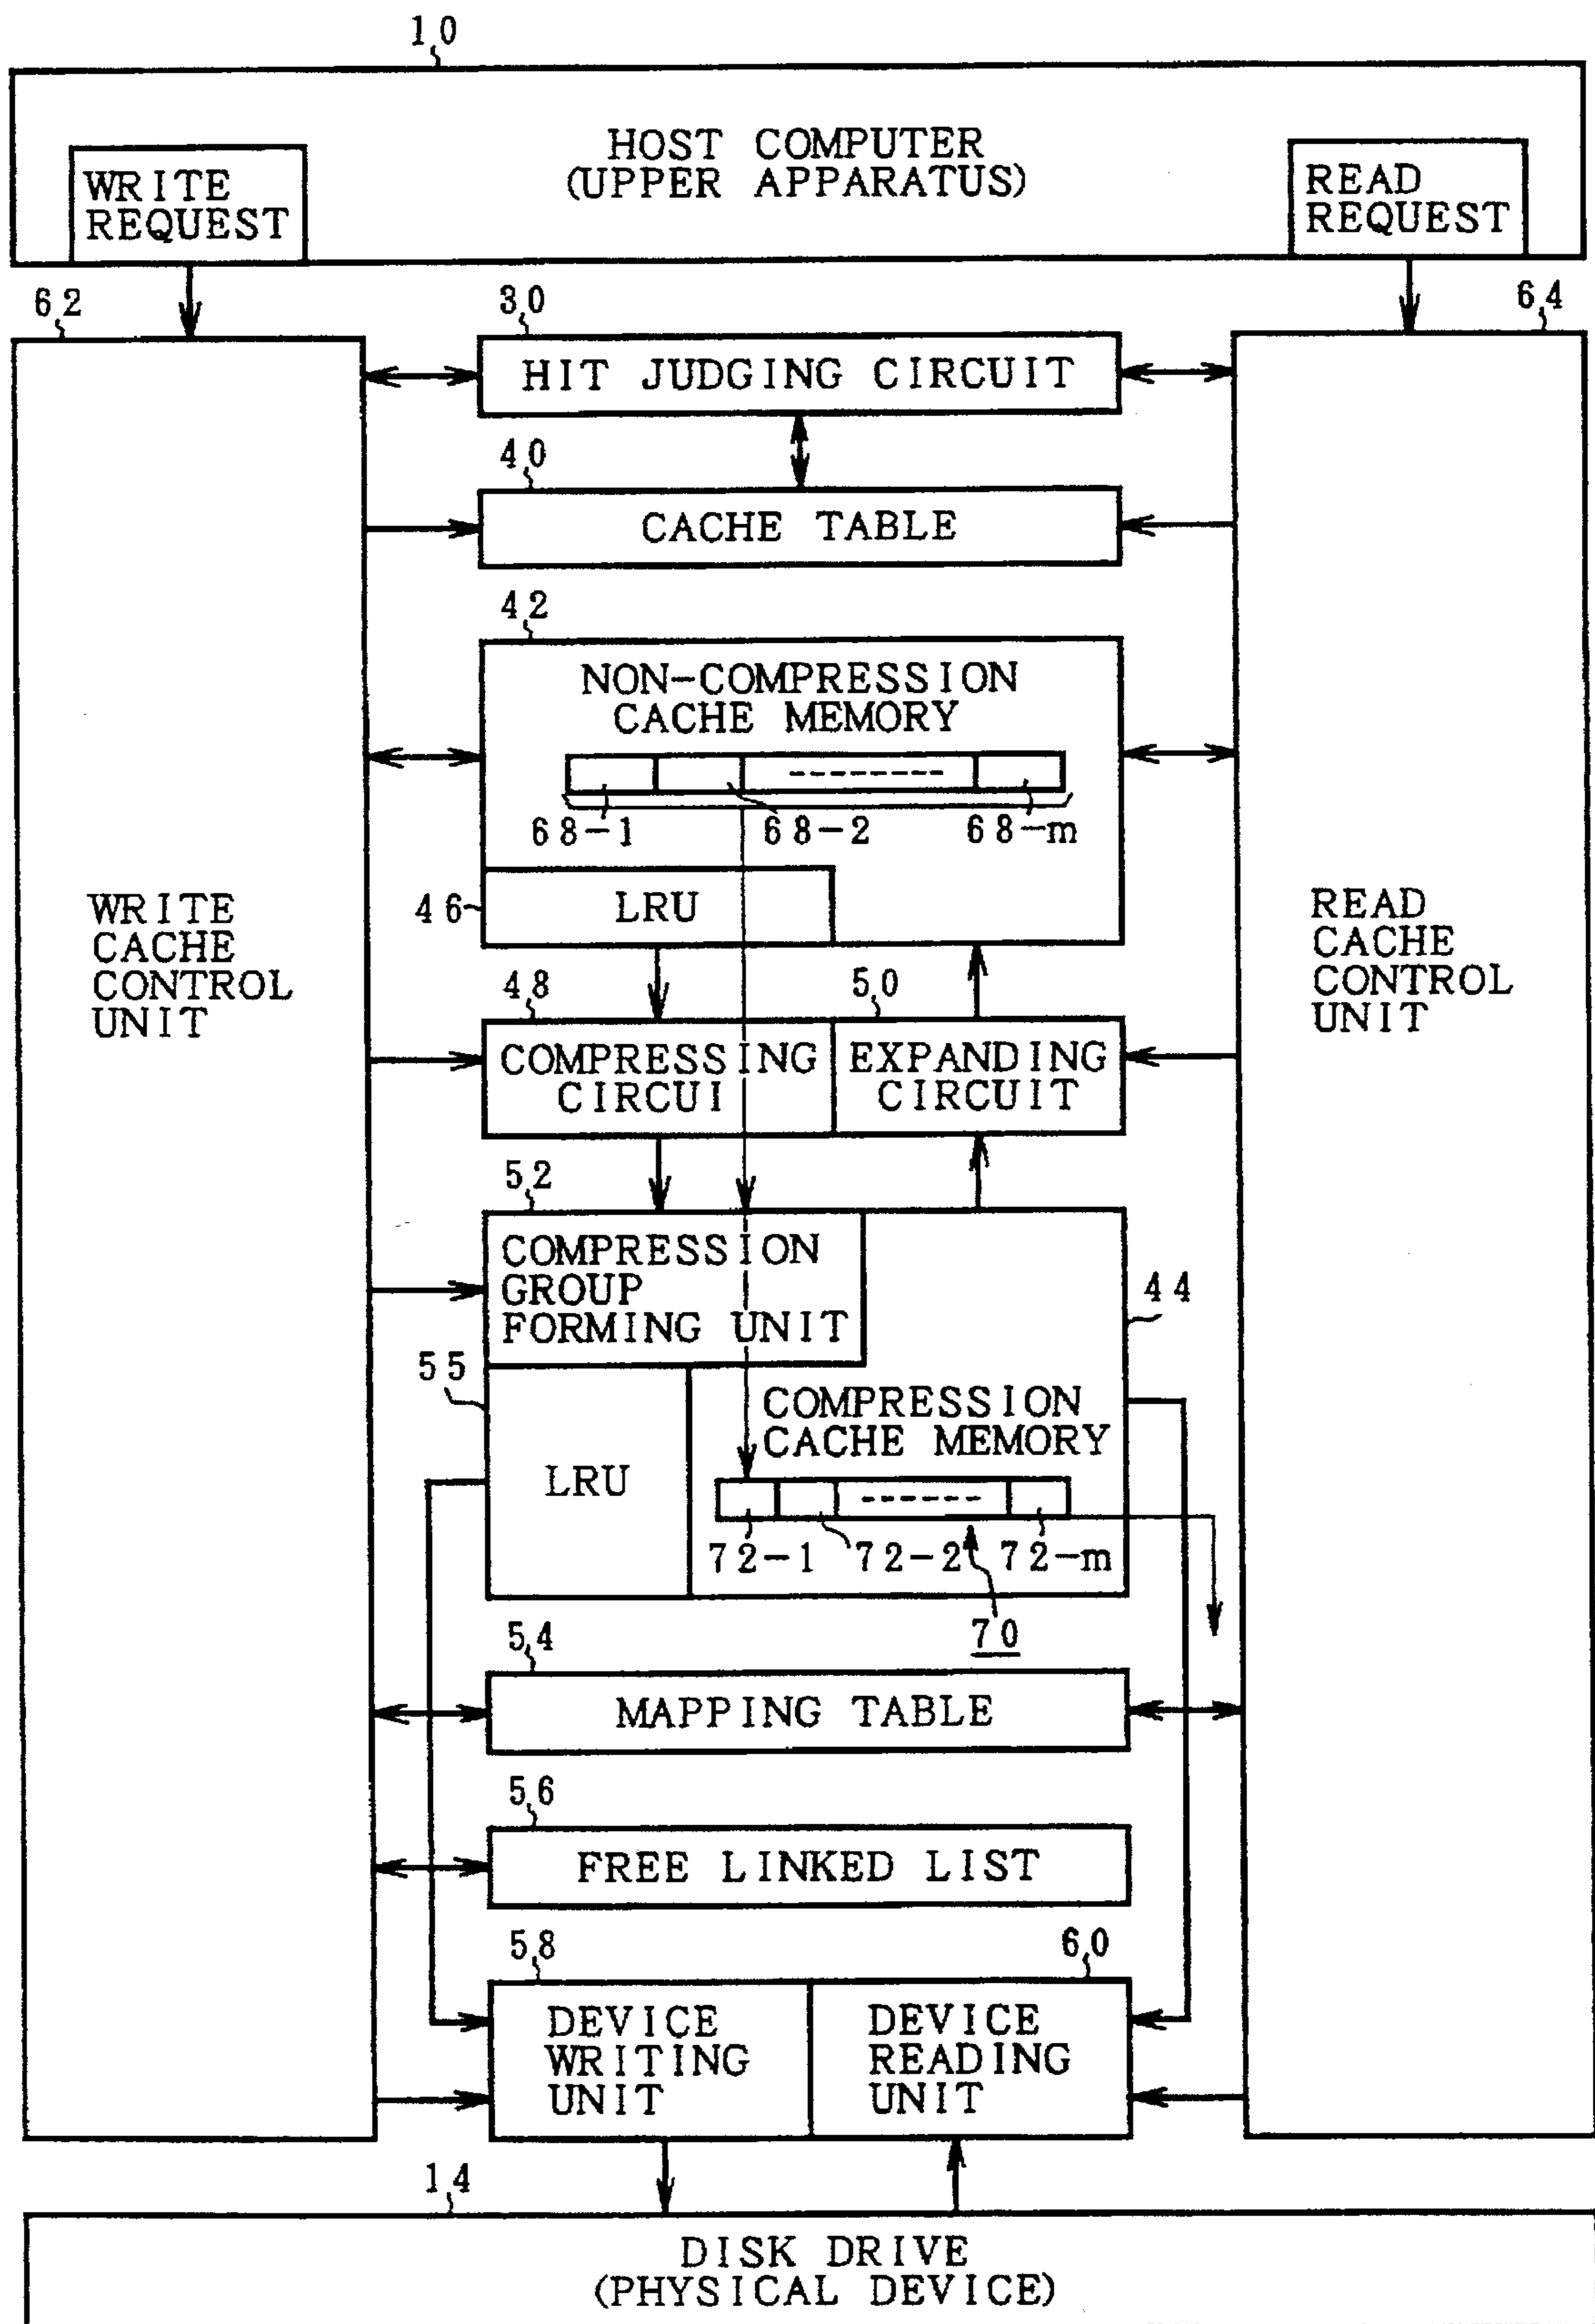 10
HOST COMPUTER
(UPPER APPARATUS)
WRITE
REQUEST
READ
REQUEST
62
30
64
HIT JUDGING CIRCUIT
40
CACHE TABLE
42
NON-COMPRESSION
CACHE MEMORY
68-1
68-2
68-m
46
LRU
WRITE
CACHE
CONTROL
UNIT
READ
CACHE
CONTROL
UNIT
48
50
COMPRESSING
CIRCUI
EXPANDING
CIRCUIT
52
COMPRESSION
GROUP
FORMING UNIT
44
55
LRU
COMPRESSION
CACHE MEMORY
72-1
72-2
72-m
70
54
MAPPING TABLE
56
FREE LINKED LIST
58
60
DEVICE
WRITING
UNIT
DEVICE
READING
UNIT
14
DISK DRIVE
(PHYSICAL DEVICE)